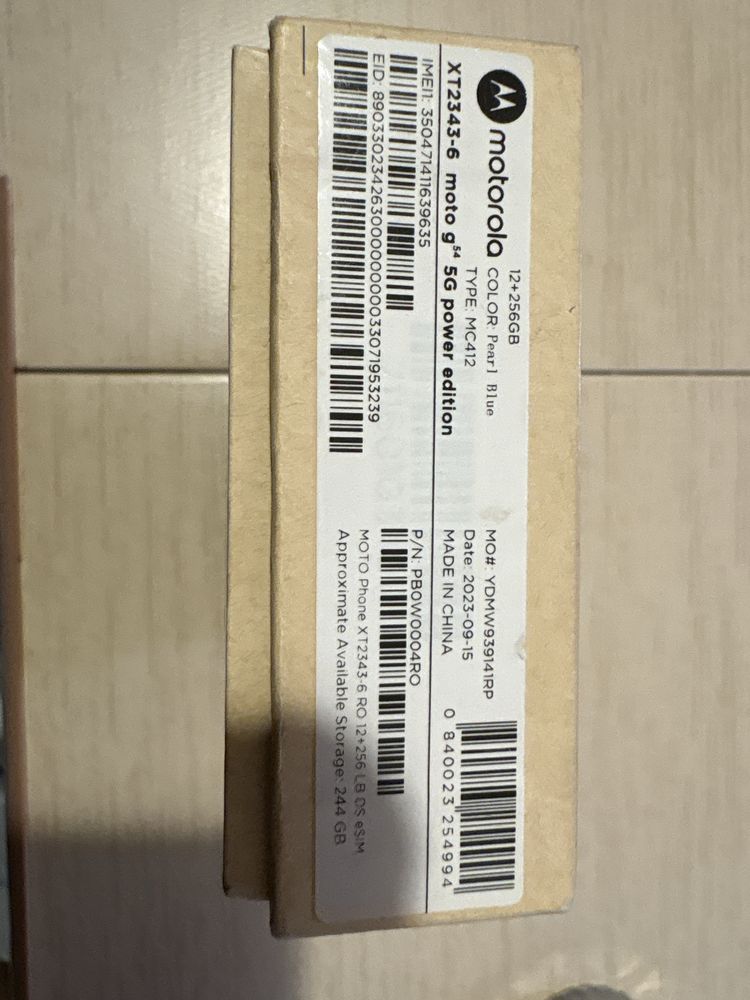 motorola
12+256GB
COLOR: Pearl Blue
TYPE: MC412
XT2343-6 moto g54 5G power edition
IMEI1: 350471411639635
EID: 89033023426300000000033071953239
MO#: YDMW939141RP
Date: 2023-09-15
MADE IN CHINA
0 840023 254994
P/N: PB0W0004RO
MOTO Phone XT2343-6 RO 12+256 LB DS eSIM
Approximate Available Storage: 244 GB